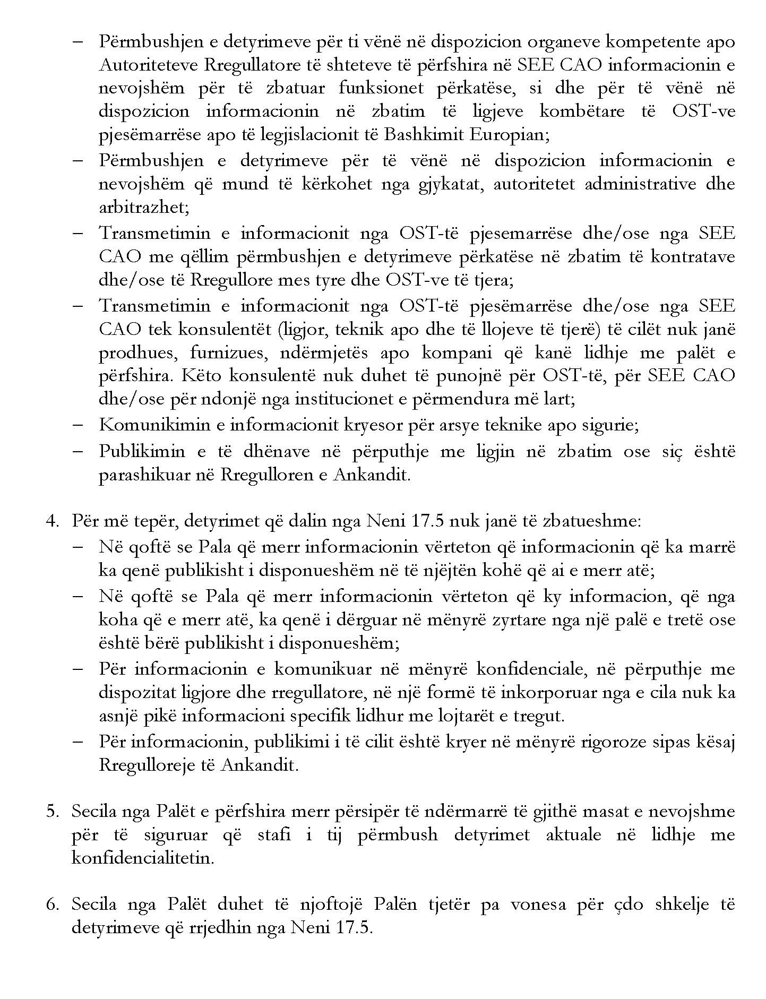 – Përmbushjen e detyrimeve për ti vënë në dispozicion organeve kompetente apo
Autoriteteve Rregullatore të shteteve të përfshira në SEE CAO informacionin e
nevojshëm për të zbatuar funksionet përkatëse, si dhe për të vënë në
dispozicion informacionin në zbatim të ligjeve kombëtare të OST-ve
pjesëmarrëse apo të legjislacionit të Bashkimit Europian;
– Përmbushjen e detyrimeve për të vënë në dispozicion informacionin e
nevojshëm që mund të kërkohet nga gjykatat, autoritetet administrative dhe
arbitrazhet;
– Transmetimin e informacionit nga OST-të pjesemarrëse dhe/ose nga SEE
CAO me qëllim përmbushjen e detyrimeve përkatëse në zbatim të kontratave
dhe/ose të Rregullore mes tyre dhe OST-ve të tjera;
– Transmetimin e informacionit nga OST-të pjesëmarrëse dhe/ose nga SEE
CAO tek konsulentët (ligjor, teknik apo dhe të llojeve të tjerë) të cilët nuk janë
prodhues, furnizues, ndërmjetës apo kompani që kanë lidhje me palët e
përfshira. Këto konsulentë nuk duhet të punojnë për OST-të, për SEE CAO
dhe/ose për ndonjë nga institucionet e përmendura më lart;
– Komunikimin e informacionit kryesor për arsye teknike apo sigurie;
– Publikimin e të dhënave në përputhje me ligjin në zbatim ose siç është
parashikuar në Rregulloren e Ankandit.
4. Për më tepër, detyrimet që dalin nga Neni 17.5 nuk janë të zbatueshme:
– Në qoftë se Pala që merr informacionin vërteton që informacionin që ka marrë
ka qenë publikisht i disponueshëm në të njëjtën kohë që ai e merr atë;
– Në qoftë se Pala që merr informacionin vërteton që ky informacion, që nga
koha që e merr atë, ka qenë i dërguar në mënyrë zyrtare nga një palë e tretë ose
është bërë publikisht i disponueshëm;
– Për informacionin e komunikuar në mënyrë konfidenciale, në përputhje me
dispozitat ligjore dhe rregullatore, në një formë të inkorporuar nga e cila nuk ka
asnjë pikë informacioni specifik lidhur me lojtarët e tregut.
– Për informacionin, publikimi i të cilit është kryer në mënyrë rigoroze sipas kësaj
Rregulloreje të Ankandit.
5. Secila nga Palët e përfshira merr përsipër të ndërmarrë të gjithë masat e nevojshme
për të siguruar që stafi i tij përmbush detyrimet aktuale në lidhje me
konfidencialitetin.
6. Secila nga Palët duhet të njoftojë Palën tjetër pa vonesa për çdo shkelje të
detyrimeve që rrjedhin nga Neni 17.5.